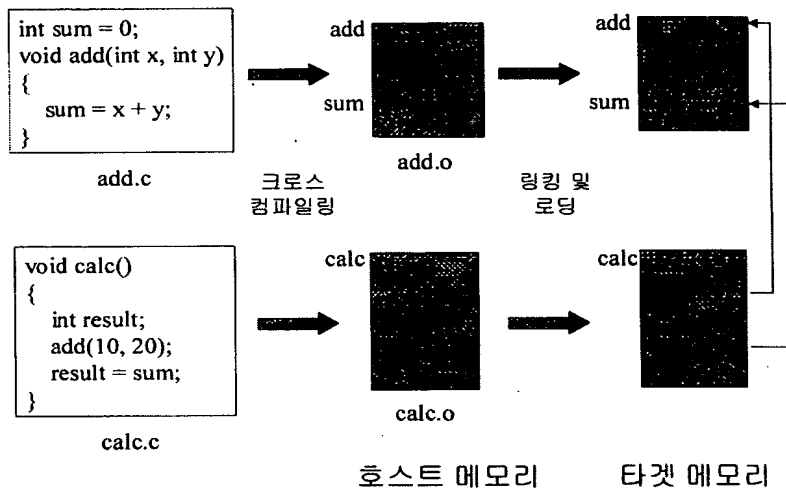 int sum = 0;
void add(int x, int y)
{
sum = x + y;
}
add.c
크로스
컴파일링
add
sum
add.o
링킹 및
로딩
add
sum
void calc()
{
int result;
add(10, 20);
result = sum;
}
calc.c
calc
calc.o
calc
호스트 메모리
타겟 메모리